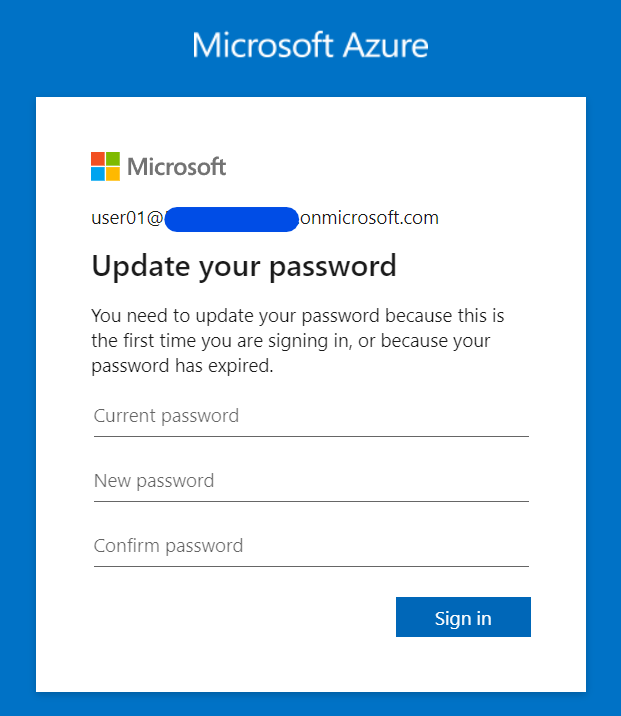 Microsoft Azure
Microsoft
user01@ onmicrosoft.com
Update your password
You need to update your password because this is
the first time you are signing in, or because your
password has expired.
Current password
New password
Confirm password
Sign in